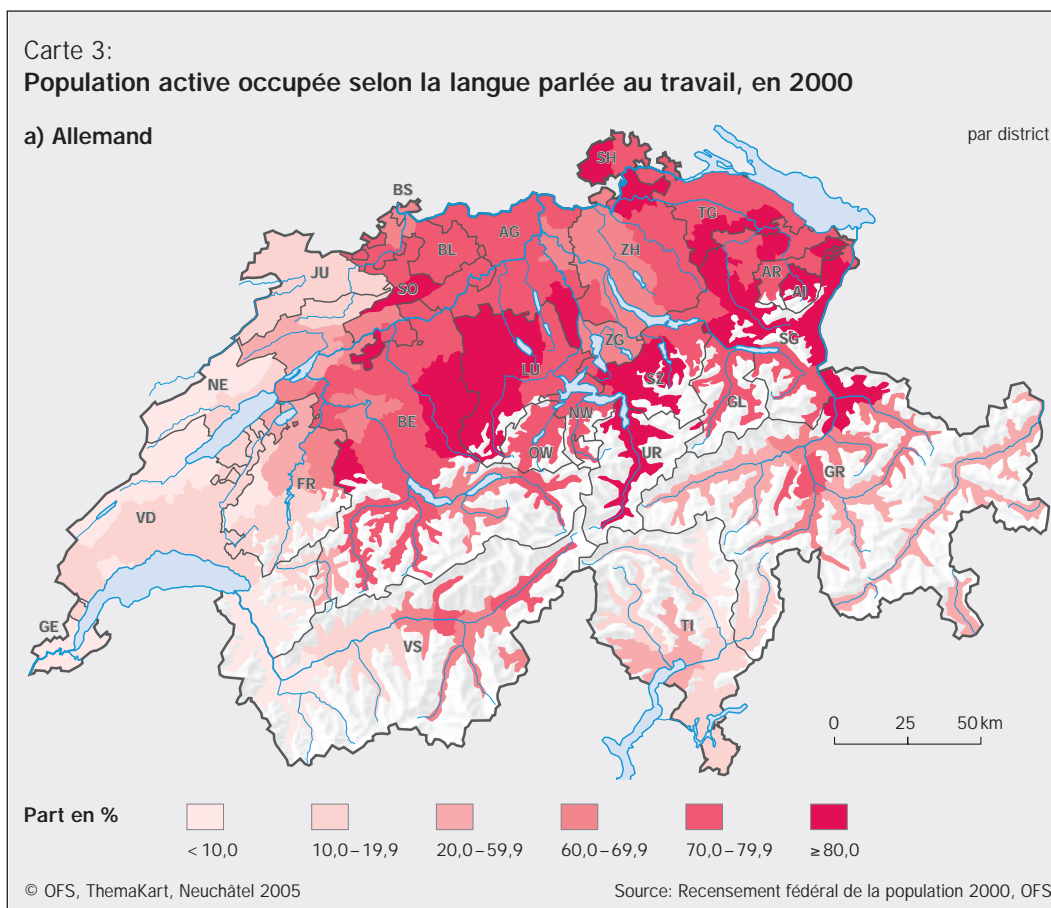 Carte 3:
Population active occupée selon la langue parlée au travail, en 2000
a) Allemand
par district
SH
BS
TG
BL
AG
ZH
JU
AR
SO
AI
ZG
SG
NE
LU
SZ
GL
BE
NW
OW
UR
GR
FR
VD
GE
TI
VS
0 25 50 km
Part en %
< 10,0 10,0–19,9 20,0–59,9 60,0–69,9 70,0–79,9 ≥ 80,0
© OFS, ThemaKart, Neuchâtel 2005
Source: Recensement fédéral de la population 2000, OFS